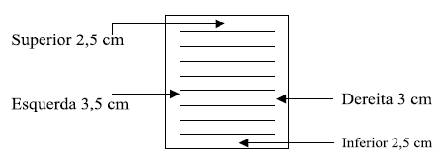 Superior 2,5 cm
Esquerda 3,5 cm
Dereita 3 cm
Inferior 2,5 cm